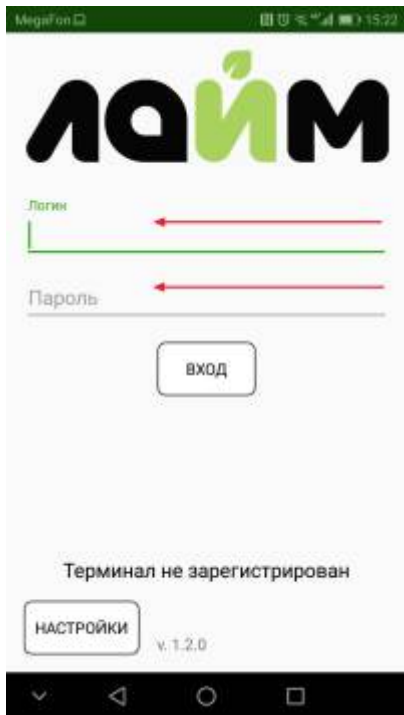 MegaFon 15:22
лайм
Логин
Пароль
ВХОД
Терминал не зарегистрирован
НАСТРОЙКИ
v. 1.2.0